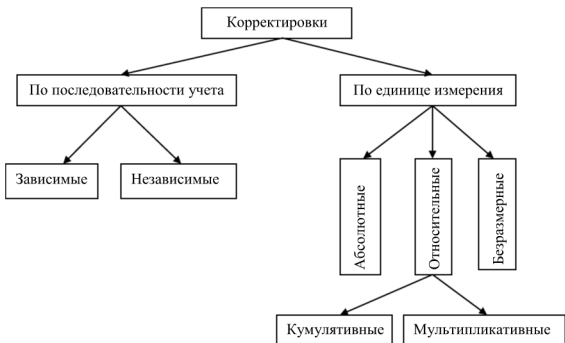 Корректировки
По последовательности учета
По единице измерения
Зависимые
Независимые
Абсолютные
Относительные
Безразмерные
Кумулятивные
Мультипликативные